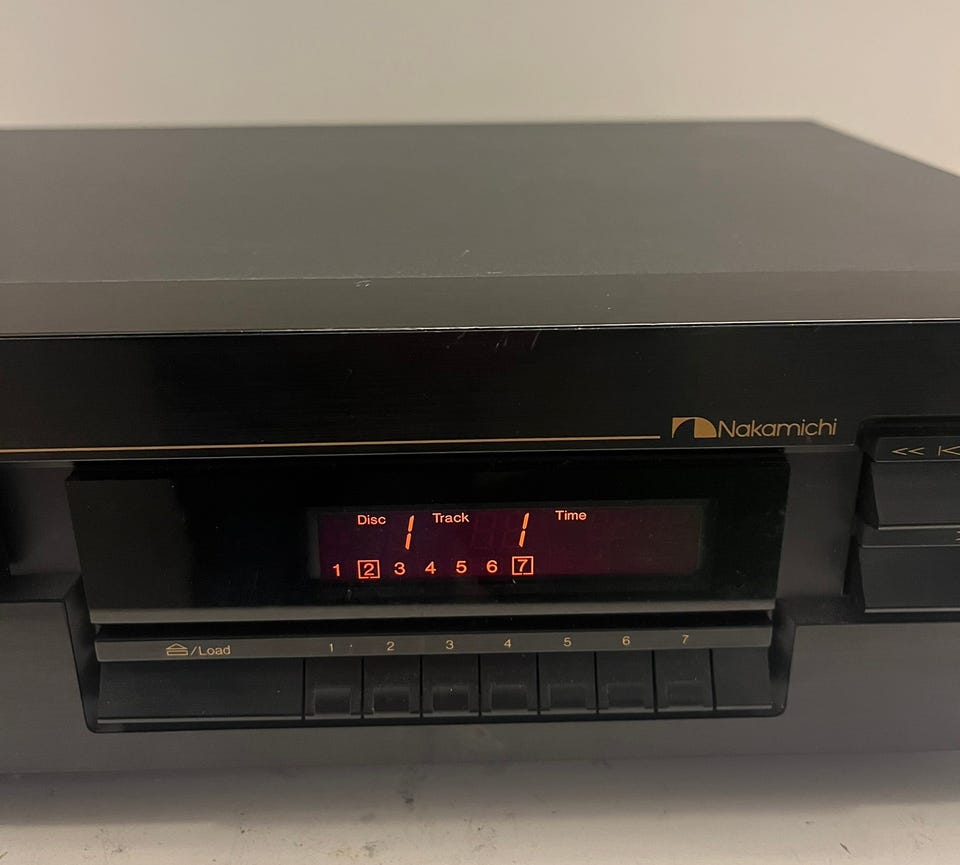 Nakamichi
<< |<
Disc 1 Track 1 Time
1 2 3 4 5 6 7
/Load 1 2 3 4 5 6 7